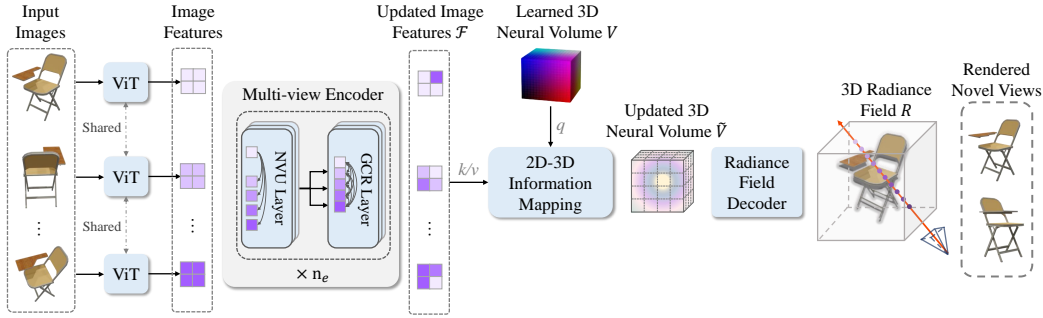 Input
Images
Image
Features
Updated Image
Features ℱ
Learned 3D
Neural Volume V
ViT
Shared
ViT
Shared
ViT
Multi-view Encoder
NVU Layer
GCR Layer
× nₑ
k/v
q
2D-3D
Information
Mapping
Updated 3D
Neural Volume Ṽ
Radiance
Field
Decoder
3D Radiance
Field R
Rendered
Novel Views